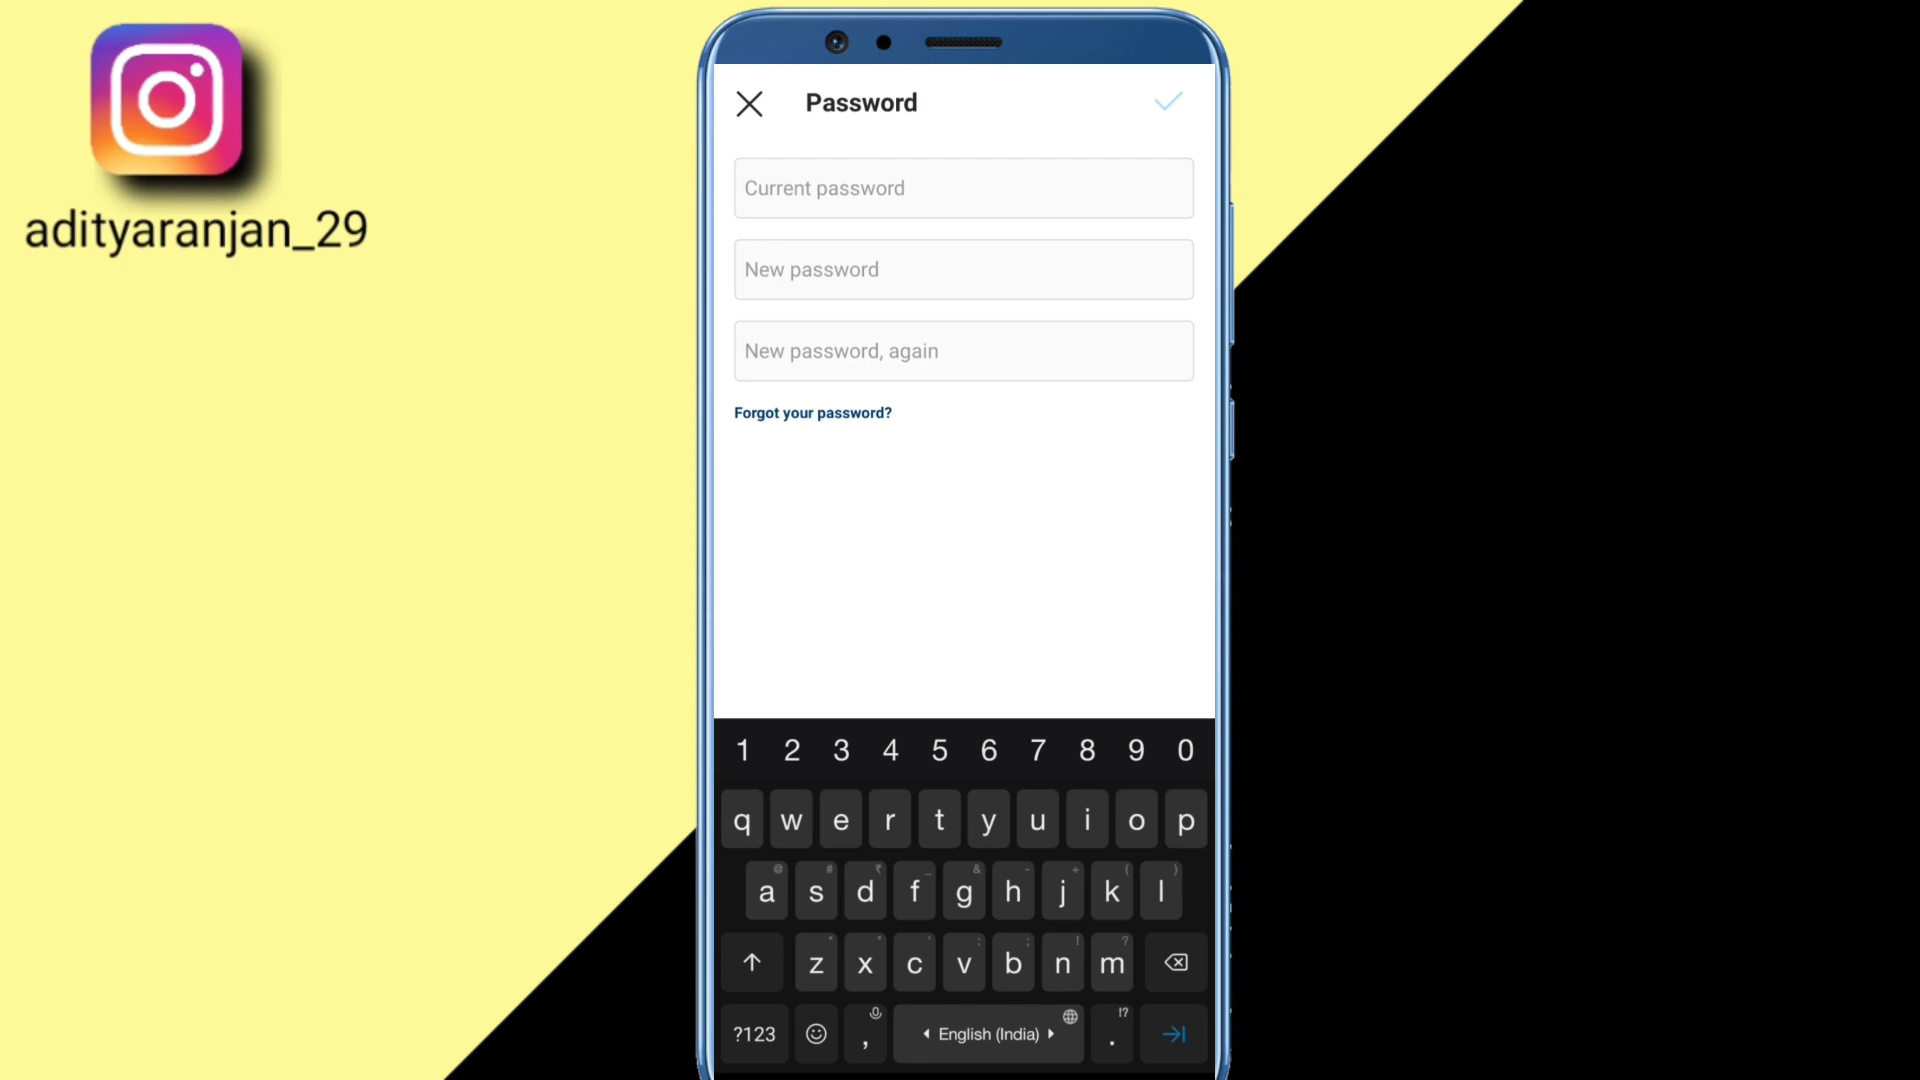 adityaranjan_29
Password
Current password
New password
New password, again
Forgot your password?
1 2 3 4 5 6 7 8 9 0
q w e r t y u i o p
@ # ₹ _ & - + ( )
a s d f g h j k l
* " ' : ; ! ?
z x c v b n m
!?
?123 , English (India) .